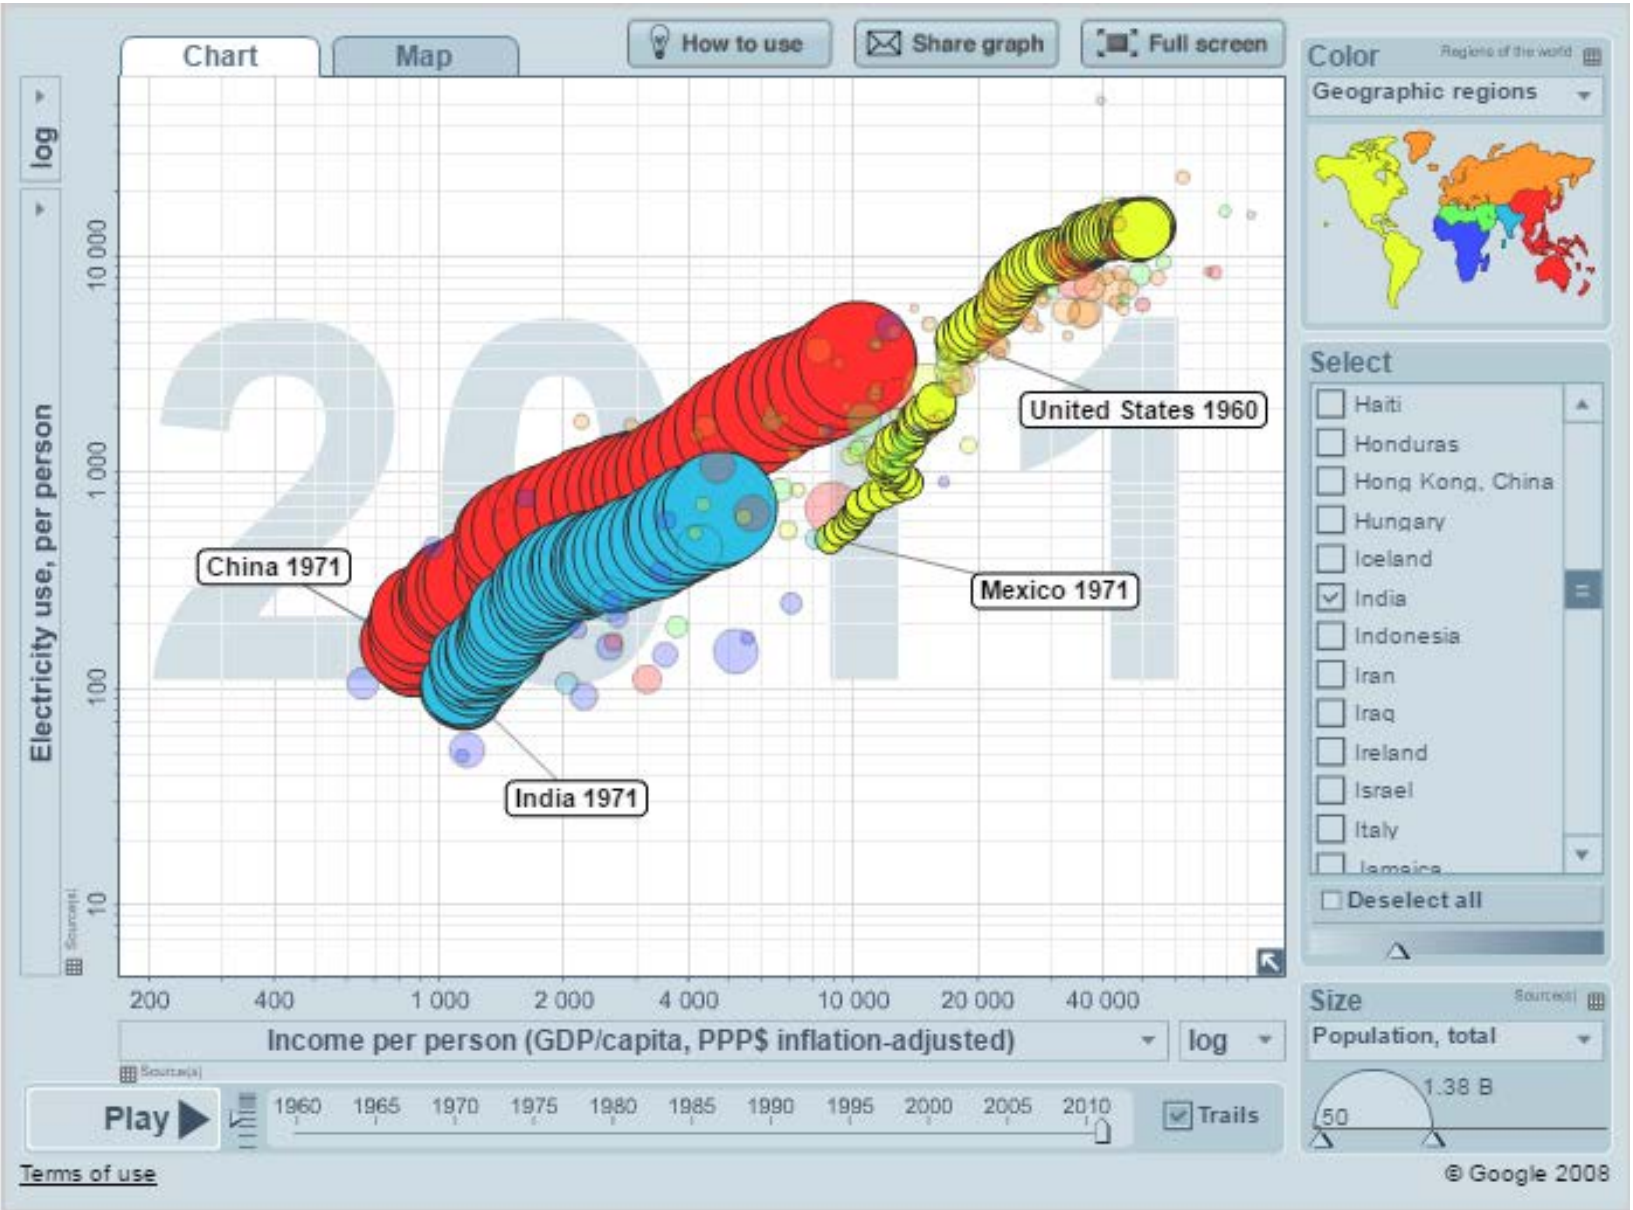 Chart
Map
How to use
Share graph
Full screen
Color
Regions of the world
Geographic regions
log
Electricity use, per person
Source(s)
10 000
1 000
100
10
2011
China 1971
India 1971
United States 1960
Mexico 1971
Select
Haiti
Honduras
Hong Kong, China
Hungary
Iceland
India
Indonesia
Iran
Iraq
Ireland
Israel
Italy
Jamaica
Deselect all
200 400 1 000 2 000 4 000 10 000 20 000 40 000
Income per person (GDP/capita, PPP$ inflation-adjusted)
log
Source(s)
Size
Source(s)
Population, total
50
1.38 B
Play
1960 1965 1970 1975 1980 1985 1990 1995 2000 2005 2010
Trails
Terms of use
© Google 2008